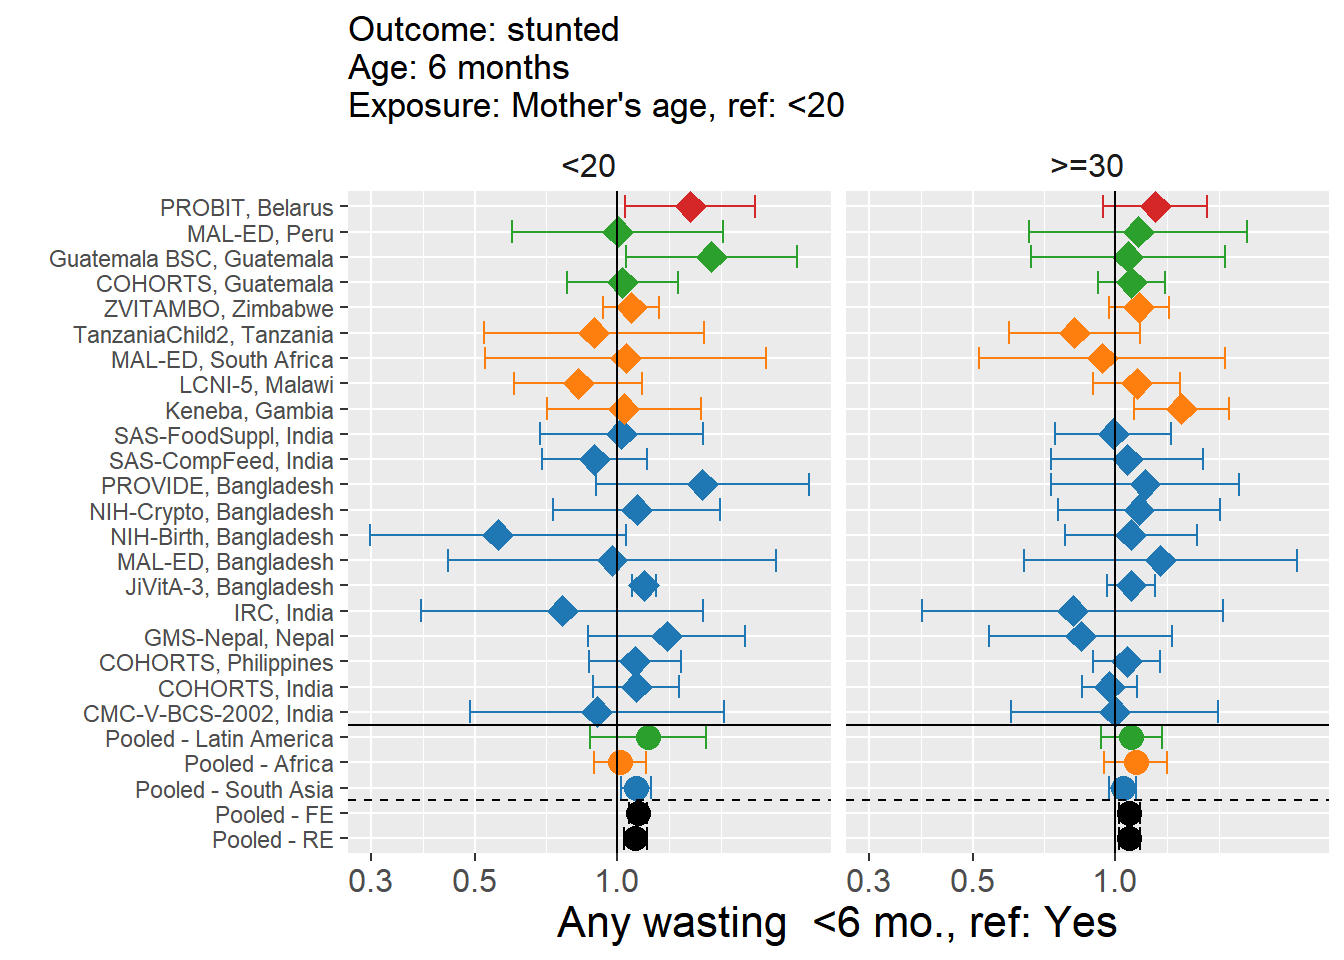 Outcome: stunted
Age: 6 months
Exposure: Mother's age, ref: <20
<20
>=30
PROBIT, Belarus
MAL-ED, Peru
Guatemala BSC, Guatemala
COHORTS, Guatemala
ZVITAMBO, Zimbabwe
TanzaniaChild2, Tanzania
MAL-ED, South Africa
LCNI-5, Malawi
Keneba, Gambia
SAS-FoodSuppl, India
SAS-CompFeed, India
PROVIDE, Bangladesh
NIH-Crypto, Bangladesh
NIH-Birth, Bangladesh
MAL-ED, Bangladesh
JiVitA-3, Bangladesh
IRC, India
GMS-Nepal, Nepal
COHORTS, Philippines
COHORTS, India
CMC-V-BCS-2002, India
Pooled - Latin America
Pooled - Africa
Pooled - South Asia
Pooled - FE
Pooled - RE
0.3 0.5 1.0
0.3 0.5 1.0
Any wasting  <6 mo., ref: Yes